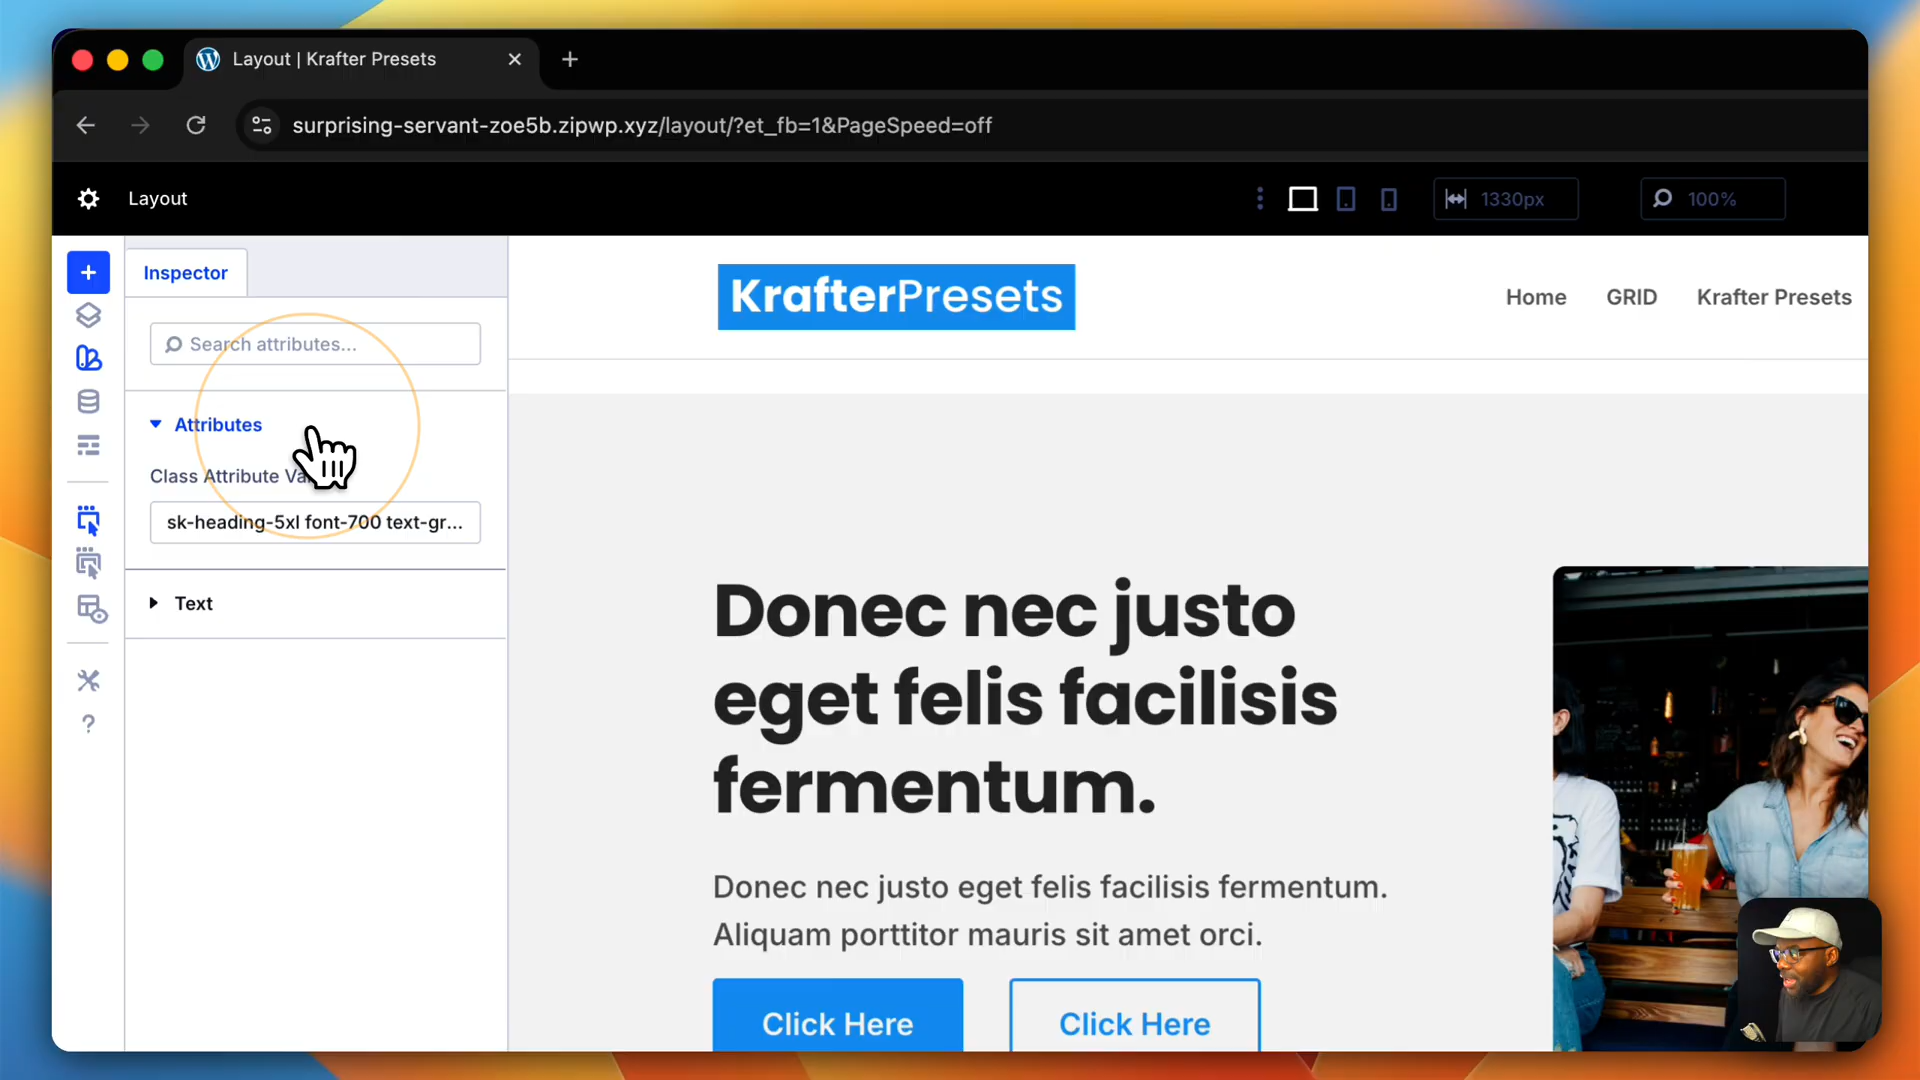 Layout | Krafter Presets
surprising-servant-zoe5b.zipwp.xyz/layout/?et_fb=1&PageSpeed=off
Layout
1330px
100%
Inspector
KrafterPresets
Home
GRID
Krafter Presets
Search attributes...
Attributes
Class Attribute
sk-heading-5xl font-700 text-gr...
Text
Donec nec justo
eget felis facilisis
fermentum.
Donec nec justo eget felis facilisis fermentum.
Aliquam porttitor mauris sit amet orci.
Click Here
Click Here